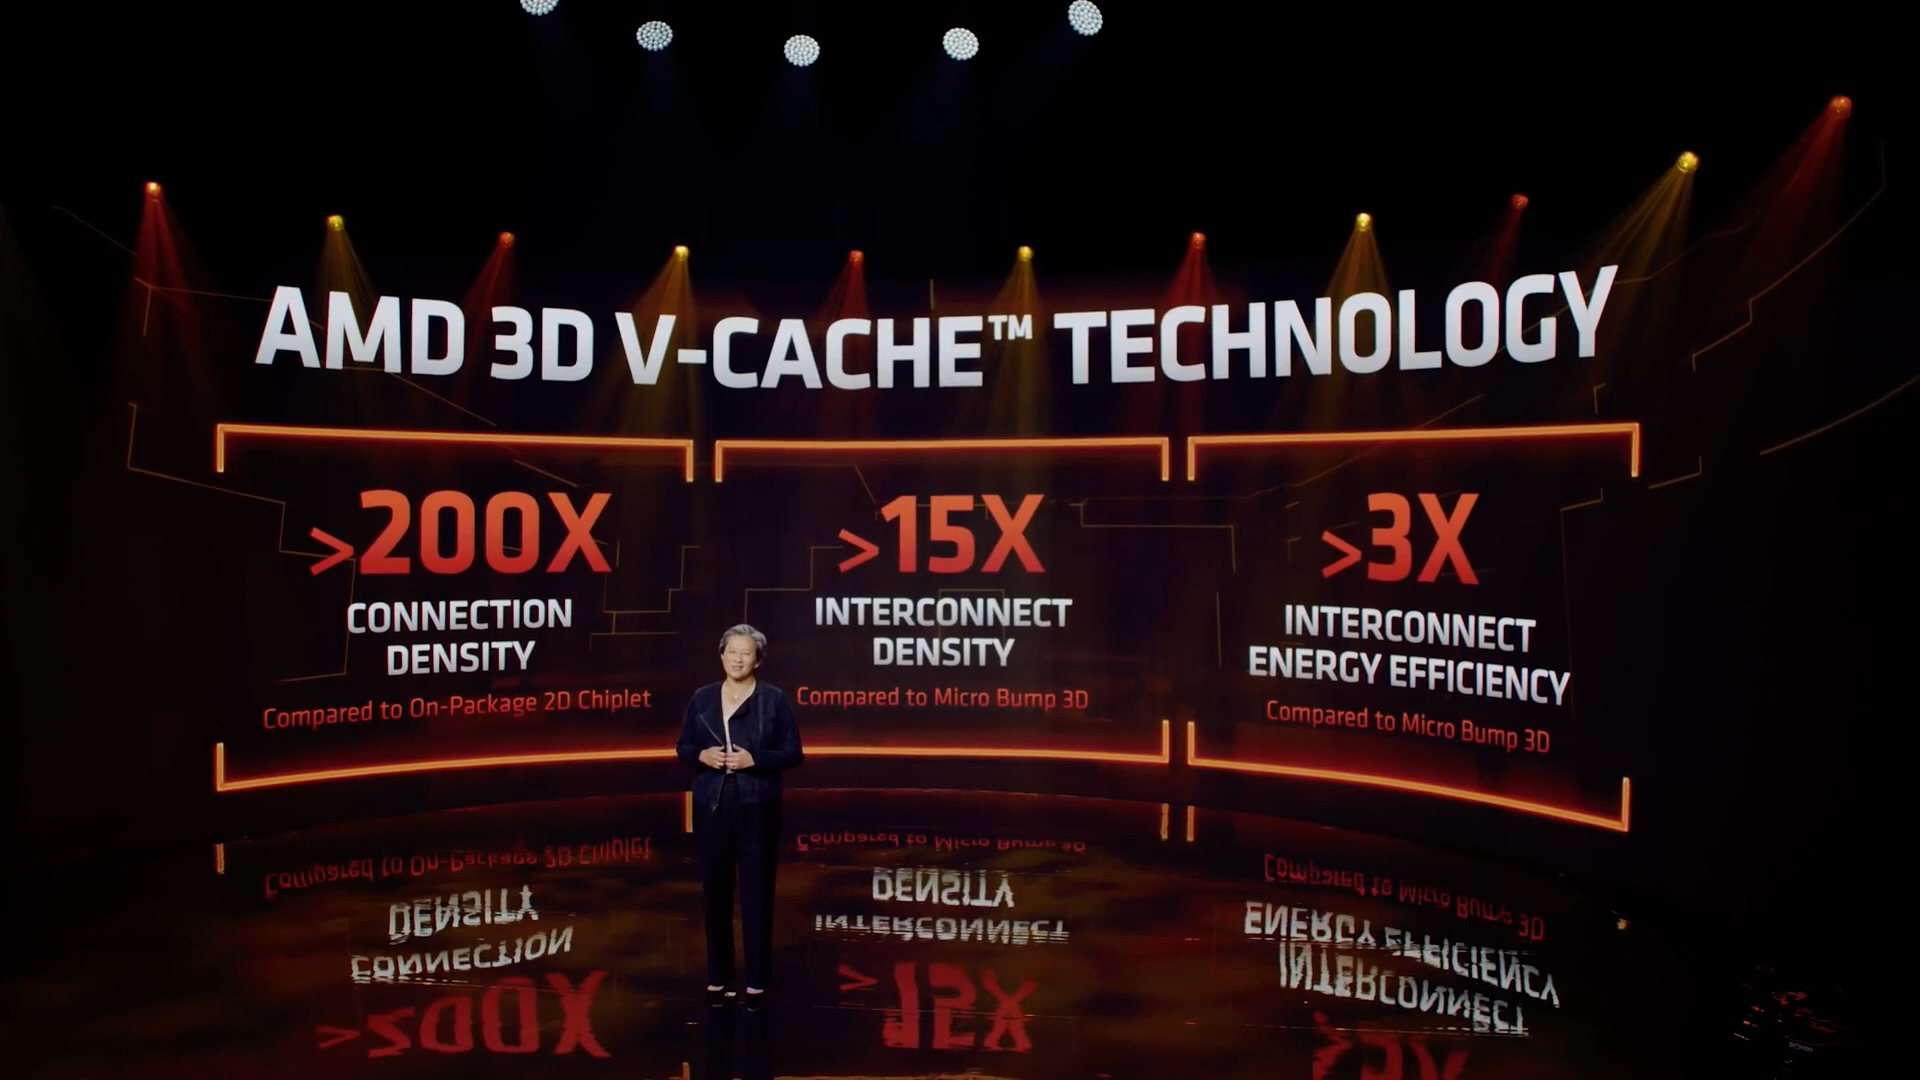 AMD 3D V-CACHE™ TECHNOLOGY
>200X
CONNECTION
DENSITY
Compared to On-Package 2D Chiplet
>15X
INTERCONNECT
DENSITY
Compared to Micro Bump 3D
>3X
INTERCONNECT
ENERGY EFFICIENCY
Compared to Micro Bump 3D